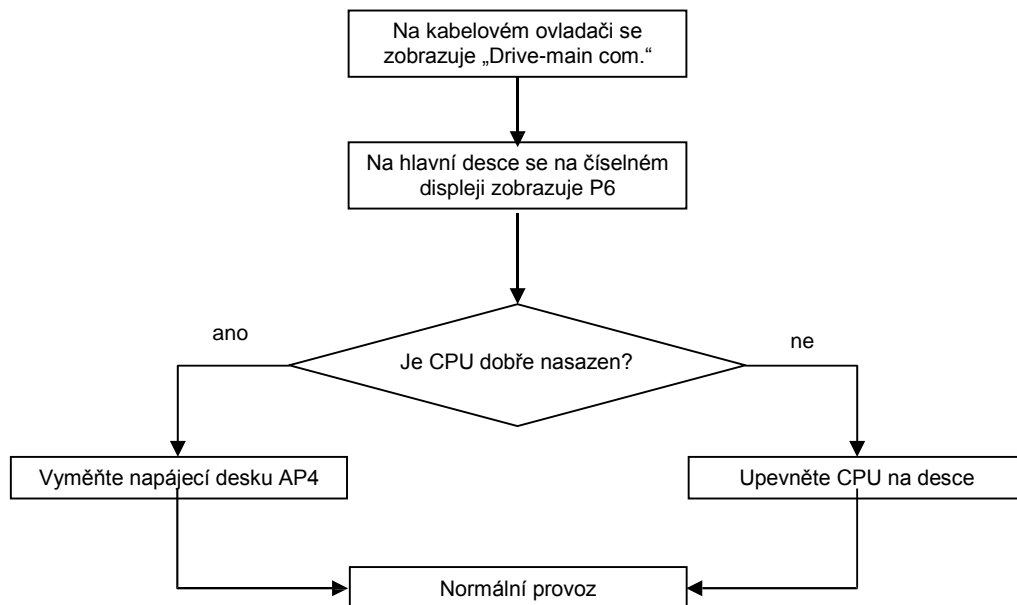 Na kabelovém ovladači se
zobrazuje „Drive-main com.“
Na hlavní desce se na číselném
displeji zobrazuje P6
ano
ne
Je CPU dobře nasazen?
Vyměňte napájecí desku AP4
Upevněte CPU na desce
Normální provoz